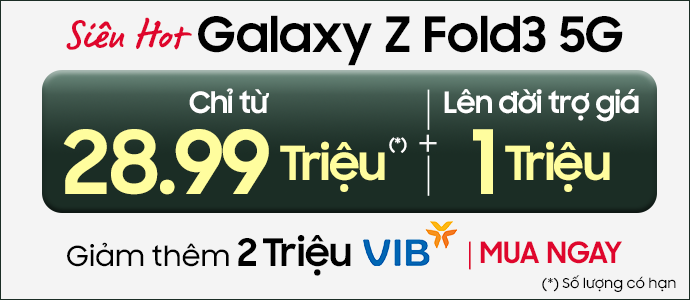 Siêu Hot Galaxy Z Fold3 5G
Chỉ từ
28.99 Triệu(*)
+
Lên đời trợ giá
1 Triệu
Giảm thêm 2 Triệu VIB | MUA NGAY
(*) Số lượng có hạn